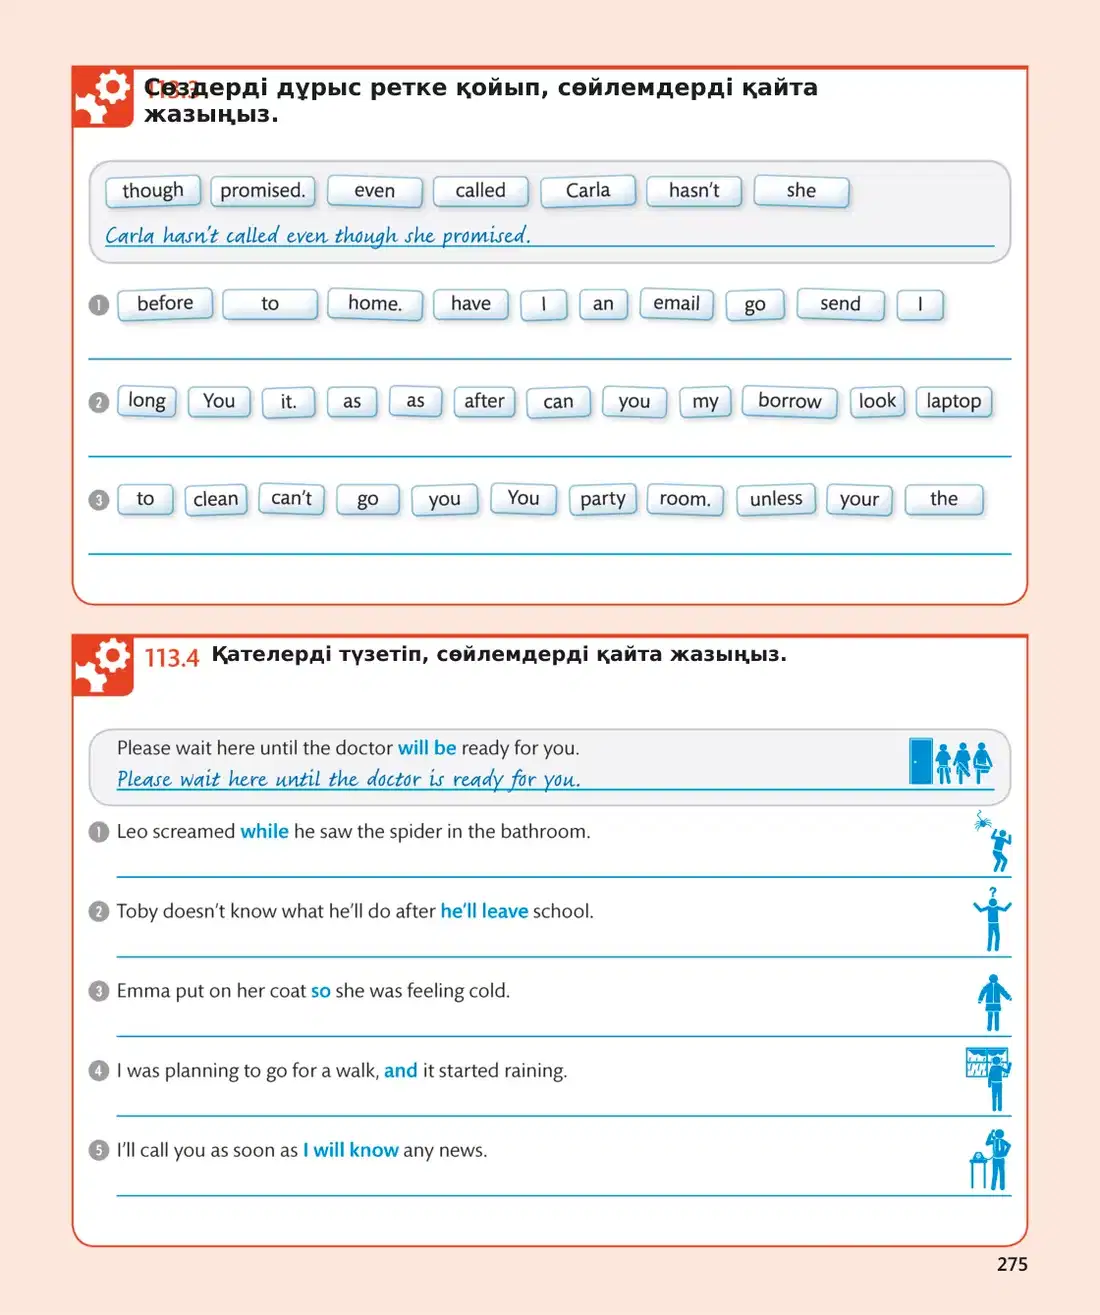 113.3 Сөздерді дұрыс ретке қойып, сөйлемдерді қайта
жазыңыз.
though promised. even called Carla hasn't she
Carla hasn't called even though she promised.
1 before to home. have I an email go send I
2 long You it. as as after can you my borrow look laptop
3 to clean can't go you You party room. unless your the
113.4 Қателерді түзетіп, сөйлемдерді қайта жазыңыз.
Please wait here until the doctor will be ready for you.
Please wait here until the doctor is ready for you.
1 Leo screamed while he saw the spider in the bathroom.
?
2 Toby doesn't know what he'll do after he'll leave school.
3 Emma put on her coat so she was feeling cold.
4 I was planning to go for a walk, and it started raining.
5 I'll call you as soon as I will know any news.
275